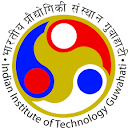 भारतीय प्रौद्योगिकी संस्थान गुवाहाटी
Indian Institute of Technology Guwahati